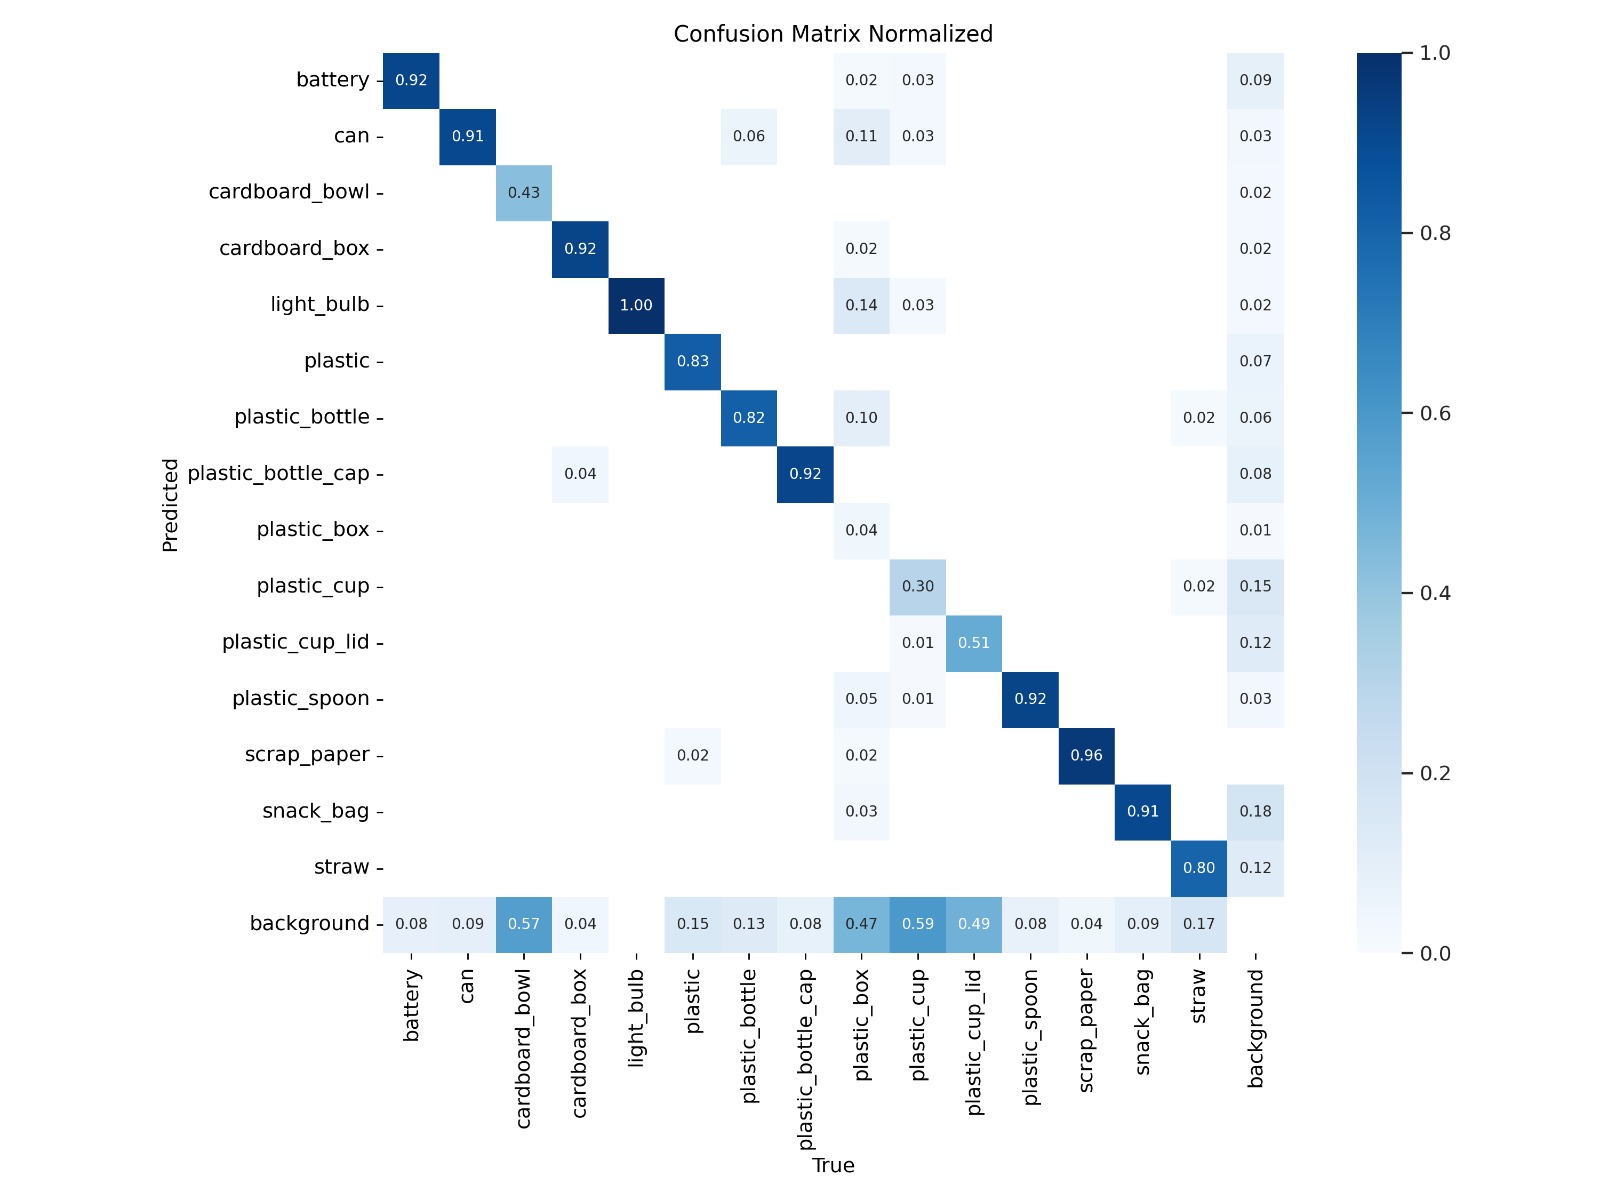 Confusion Matrix Normalized
battery
0.92
0.02
0.03
0.09
can
0.91
0.06
0.11
0.03
0.03
cardboard_bowl
0.43
0.02
cardboard_box
0.92
0.02
0.02
light_bulb
1.00
0.14
0.03
0.02
plastic
0.83
0.07
plastic_bottle
0.82
0.10
0.02
0.06
plastic_bottle_cap
0.04
0.92
0.08
plastic_box
0.04
0.01
plastic_cup
0.30
0.02
0.15
plastic_cup_lid
0.01
0.51
0.12
plastic_spoon
0.05
0.01
0.92
0.03
scrap_paper
0.02
0.02
0.96
snack_bag
0.03
0.91
0.18
straw
0.80
0.12
background
0.08
0.09
0.57
0.04
0.15
0.13
0.08
0.47
0.59
0.49
0.08
0.04
0.09
0.17
Predicted
battery
can
cardboard_bowl
cardboard_box
light_bulb
plastic
plastic_bottle
plastic_bottle_cap
plastic_box
plastic_cup
plastic_cup_lid
plastic_spoon
scrap_paper
snack_bag
straw
background
True
1.0
0.8
0.6
0.4
0.2
0.0